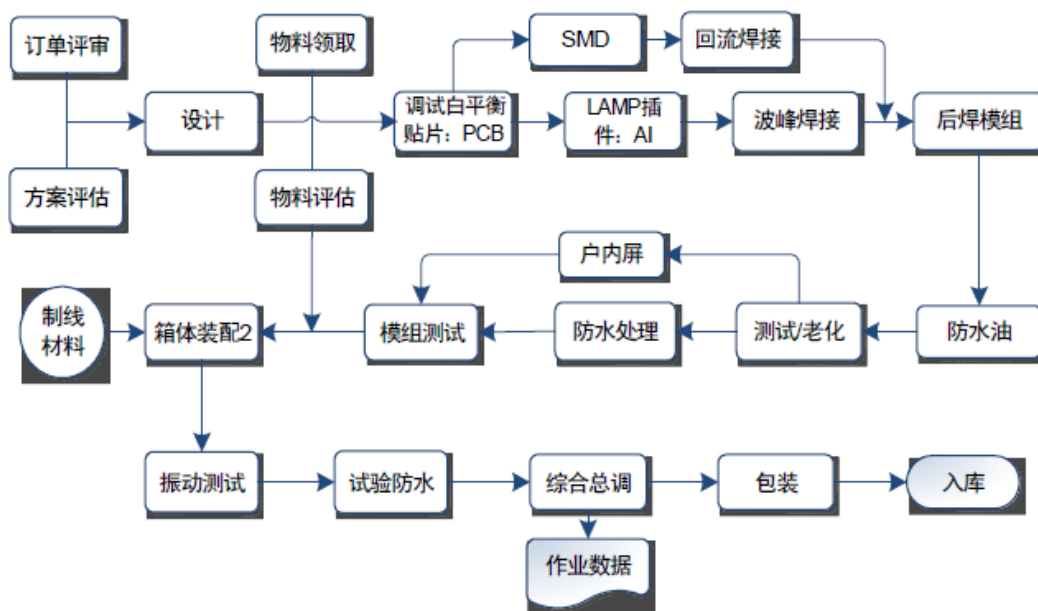 订单评审
物料领取
SMD
回流焊接
设计
调试白平衡
贴片：PCB
LAMP插
件：AI
波峰焊接
后焊模组
方案评估
物料评估
户内屏
制线
材料
箱体装配2
模组测试
防水处理
测试/老化
防水油
振动测试
试验防水
综合总调
包装
入库
作业数据